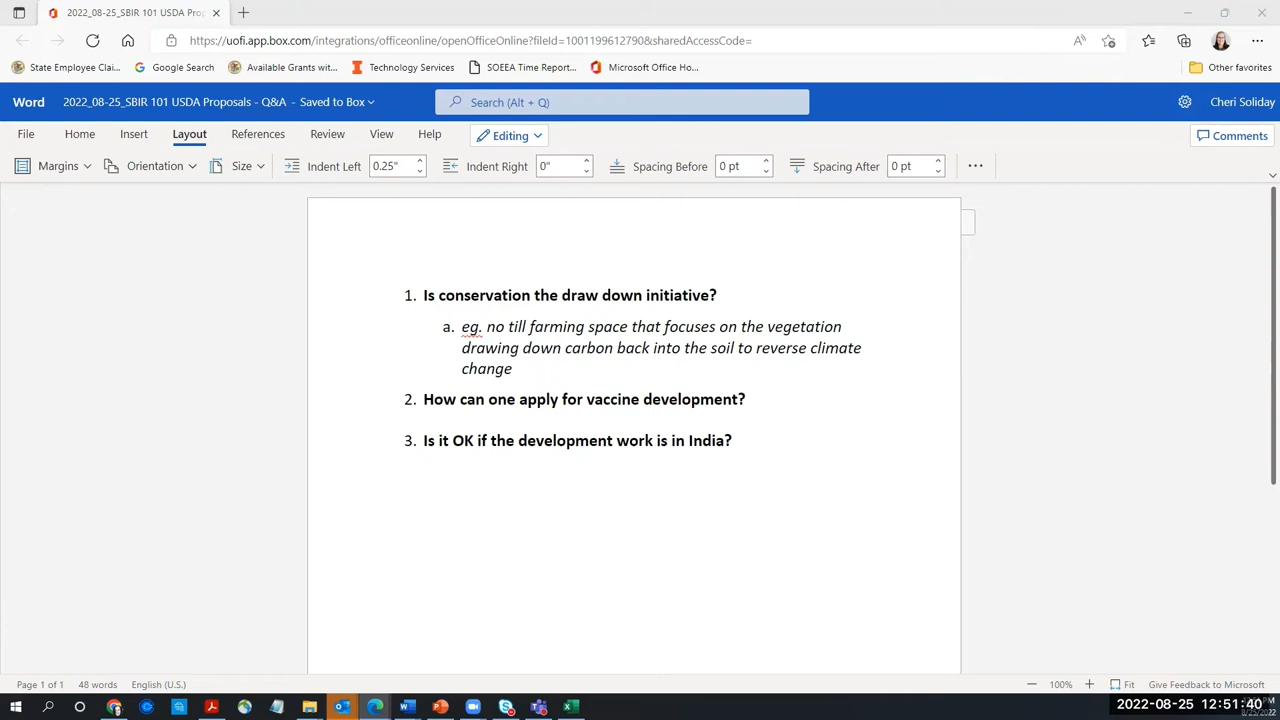 2022_08-25_SBIR 101 USDA Prop
https://uofi.app.box.com/integrations/officeonline/openOfficeOnline?fileId=1001199612790&sharedAccessCode=
State Employee Clai... Google Search Available Grants wit... Technology Services SOEEA Time Report... Microsoft Office Ho... Other favorites
Word 2022_08-25_SBIR 101 USDA Proposals - Q&A - Saved to Box Search (Alt + Q) Cheri Soliday
File Home Insert Layout References Review View Help Editing Comments
Margins Orientation Size Indent Left 0.25" Indent Right 0" Spacing Before 0 pt Spacing After 0 pt ...
1. Is conservation the draw down initiative?
a. eg. no till farming space that focuses on the vegetation
drawing down carbon back into the soil to reverse climate
change
2. How can one apply for vaccine development?
3. Is it OK if the development work is in India?
Page 1 of 1 48 words English (U.S.) 100% Fit Give Feedback to Microsoft
2022-08-25 12:51:40